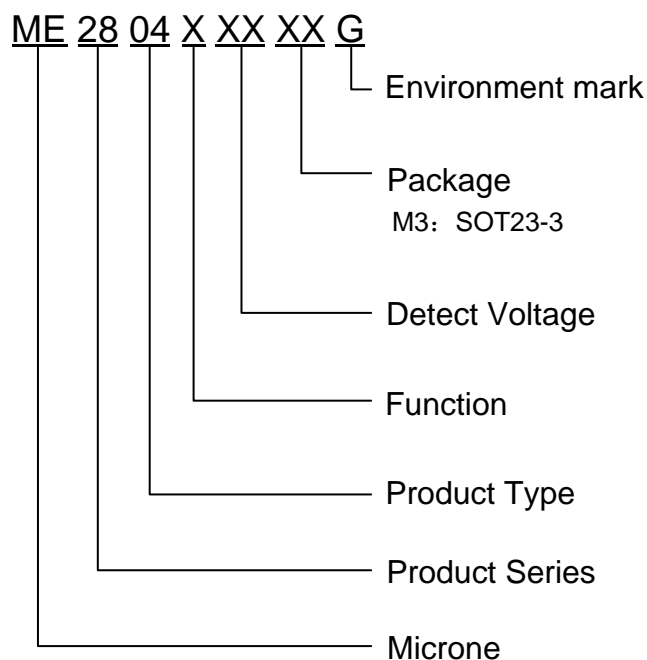 ME 28 04 X XX XX G
Environment mark
Package
M3：SOT23-3
Detect Voltage
Function
Product Type
Product Series
Microne